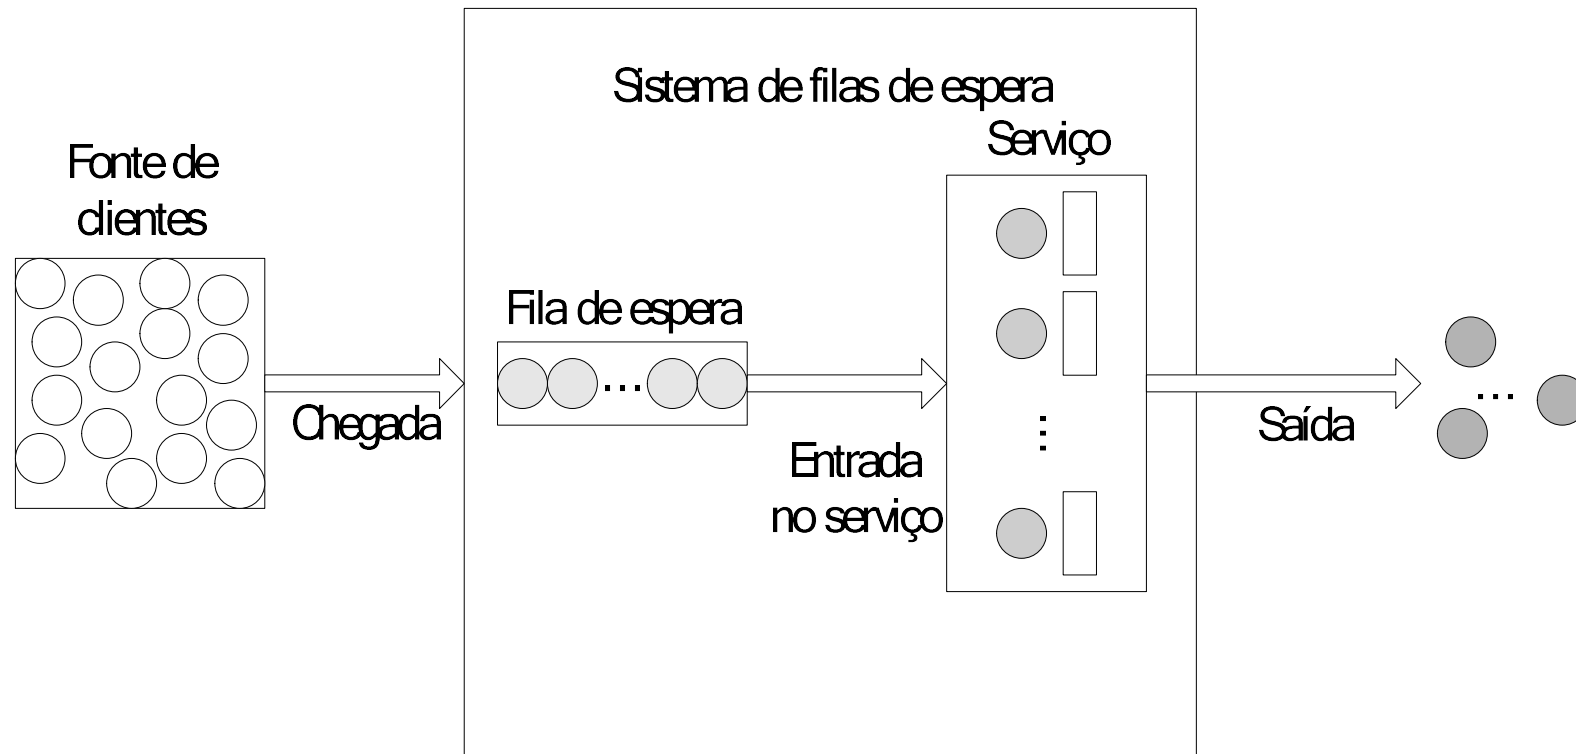 Sistema de filas de espera
Serviço
Fonte de
clientes
Fila de espera
Chegada
Entrada
no serviço
Saída
...
...
...